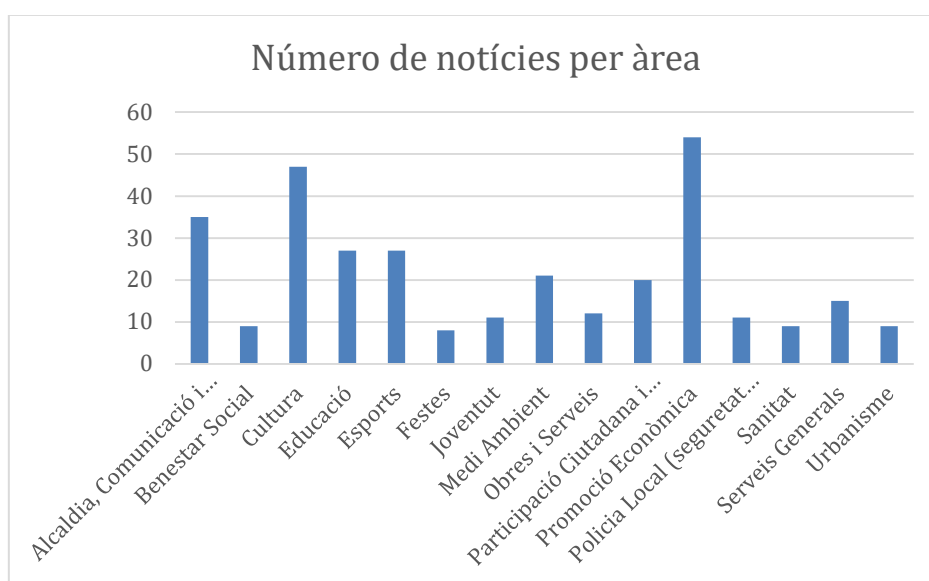 Número de notícies per àrea
60
50
40
30
20
10
0
Alcaldia, Comunicació i...
Benestar Social
Cultura
Educació
Esports
Festes
Joventut
Medi Ambient
Obres i Serveis
Participació Ciutadana i...
Promoció Econòmica
Policia Local (seguretat...
Sanitat
Serveis Generals
Urbanisme